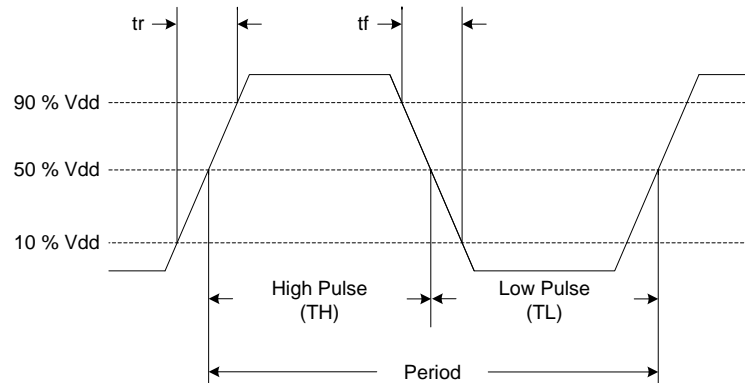 tr
tf
90 % Vdd
50 % Vdd
10 % Vdd
High Pulse
(TH)
Low Pulse
(TL)
Period